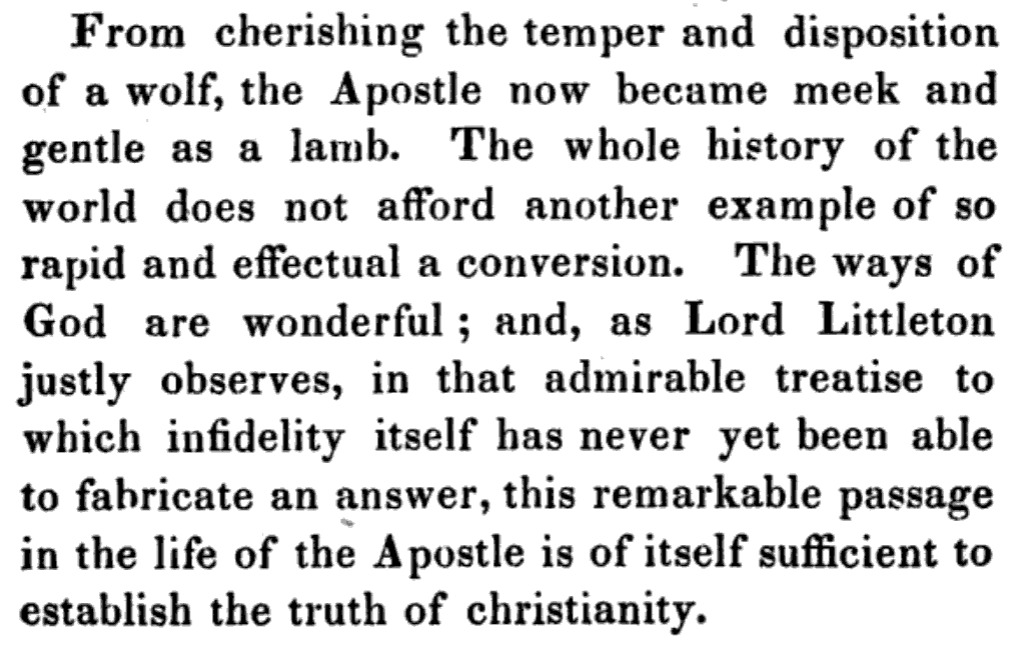 From cherishing the temper and disposition
of a wolf, the Apostle now became meek and
gentle as a lamb. The whole history of the
world does not afford another example of so
rapid and effectual a conversion. The ways of
God are wonderful ; and, as Lord Littleton
justly observes, in that admirable treatise to
which infidelity itself has never yet been able
to fabricate an answer, this remarkable passage
in the life of the Apostle is of itself sufficient to
establish the truth of christianity.